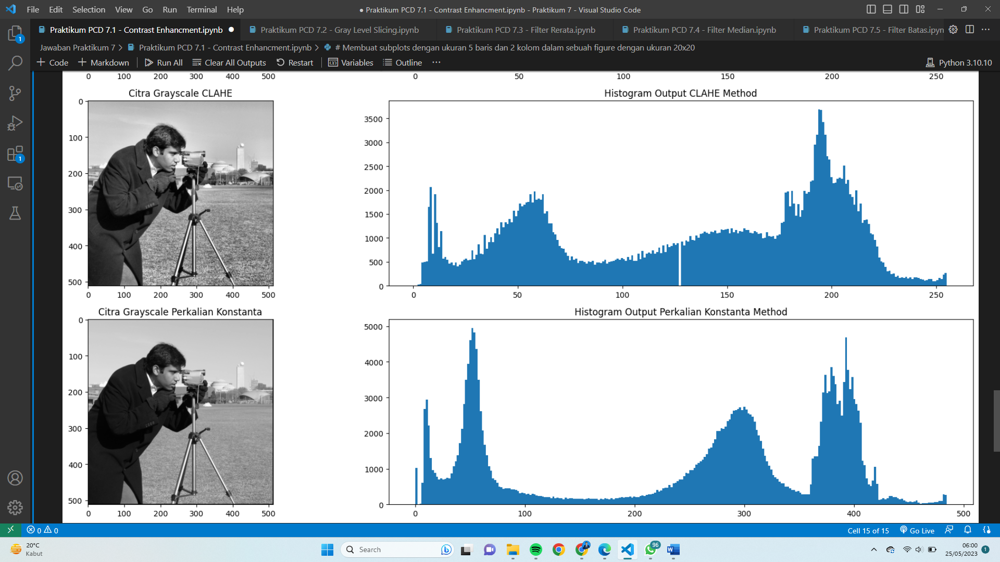 File Edit Selection View Go Run Terminal Help
● Praktikum PCD 7.1 - Contrast Enhancment.ipynb - Praktikum 7 - Visual Studio Code
Praktikum PCD 7.1 - Contrast Enhancment.ipynb
Praktikum PCD 7.2 - Gray Level Slicing.ipynb
Praktikum PCD 7.3 - Filter Rerata.ipynb
Praktikum PCD 7.4 - Filter Median.ipynb
Praktikum PCD 7.5 - Filter Batas.ipyn
Jawaban Praktikum 7 > Praktikum PCD 7.1 - Contrast Enhancment.ipynb > # Membuat subplots dengan ukuran 5 baris dan 2 kolom dalam sebuah figure dengan ukuran 20x20
+ Code + Markdown Run All Clear All Outputs Restart Variables Outline ...
Python 3.10.10
0 100 200 300 400 500
0 50 100 150 200 250
Citra Grayscale CLAHE
0
100
200
300
400
500
0 100 200 300 400 500
Histogram Output CLAHE Method
3500
3000
2500
2000
1500
1000
500
0
0 50 100 150 200 250
Citra Grayscale Perkalian Konstanta
0
100
200
300
400
500
0 100 200 300 400 500
Histogram Output Perkalian Konstanta Method
5000
4000
3000
2000
1000
0
0 100 200 300 400 500
1
1
0 0
Cell 15 of 15
Go Live
20°C
Kabut
Search
96
06:00
25/05/2023
1